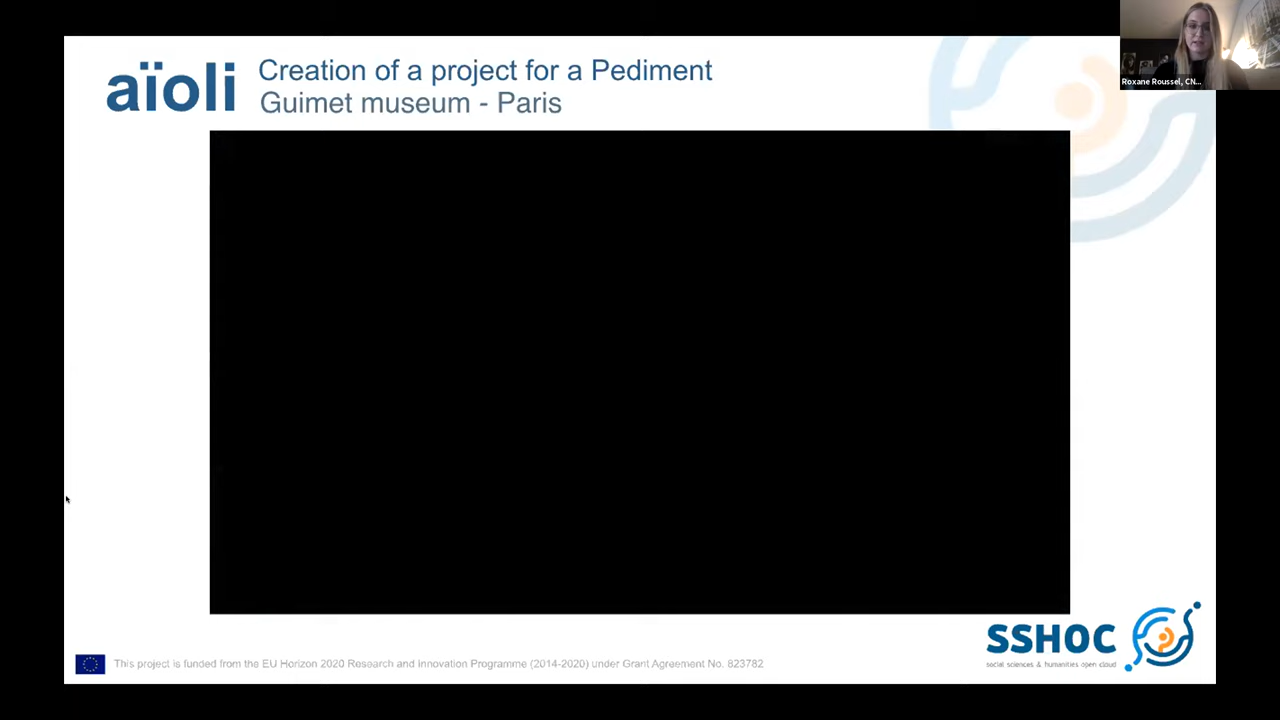 Roxane Roussel, CN...
aïoli
Creation of a project for a Pediment
Guimet museum - Paris
SSHOC
social sciences & humanities open cloud
This project is funded from the EU Horizon 2020 Research and Innovation Programme (2014-2020) under Grant Agreement No. 823782